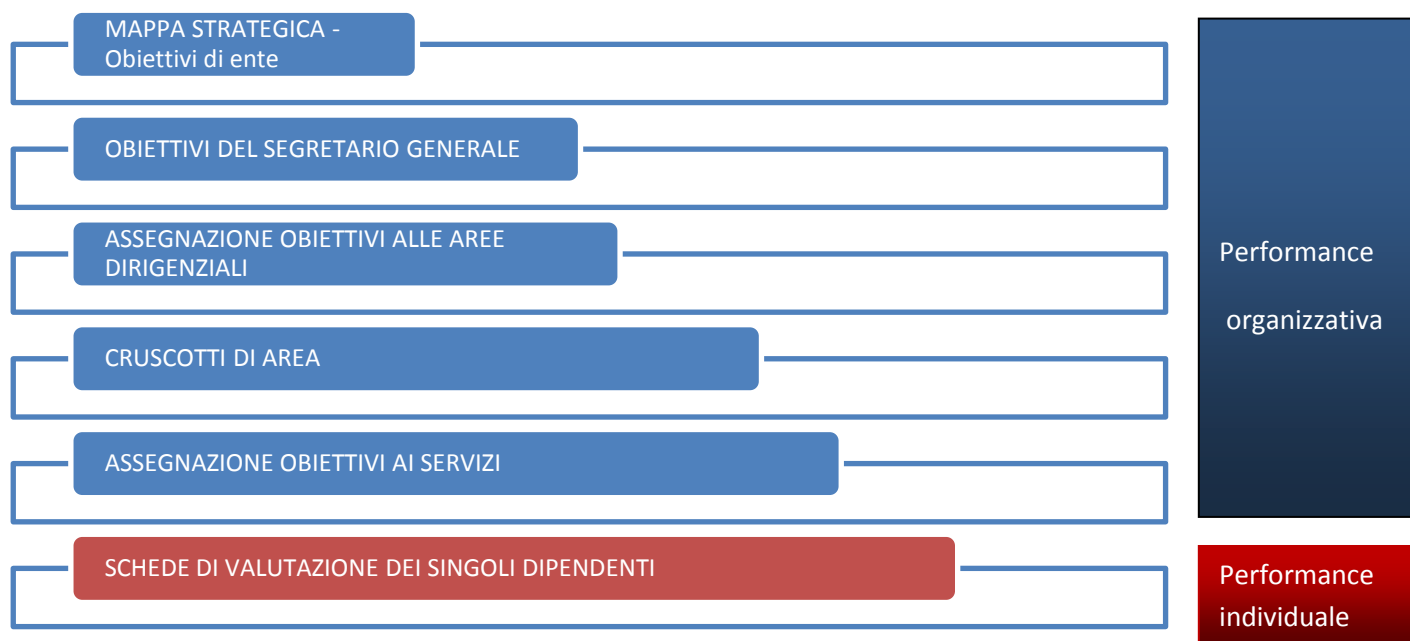 MAPPA STRATEGICA -
Obiettivi di ente
OBIETTIVI DEL SEGRETARIO GENERALE
ASSEGNAZIONE OBIETTIVI ALLE AREE
DIRIGENZIALI
CRUSCOTTI DI AREA
ASSEGNAZIONE OBIETTIVI AI SERVIZI
SCHEDE DI VALUTAZIONE DEI SINGOLI DIPENDENTI
Performance
organizzativa
Performance
individuale